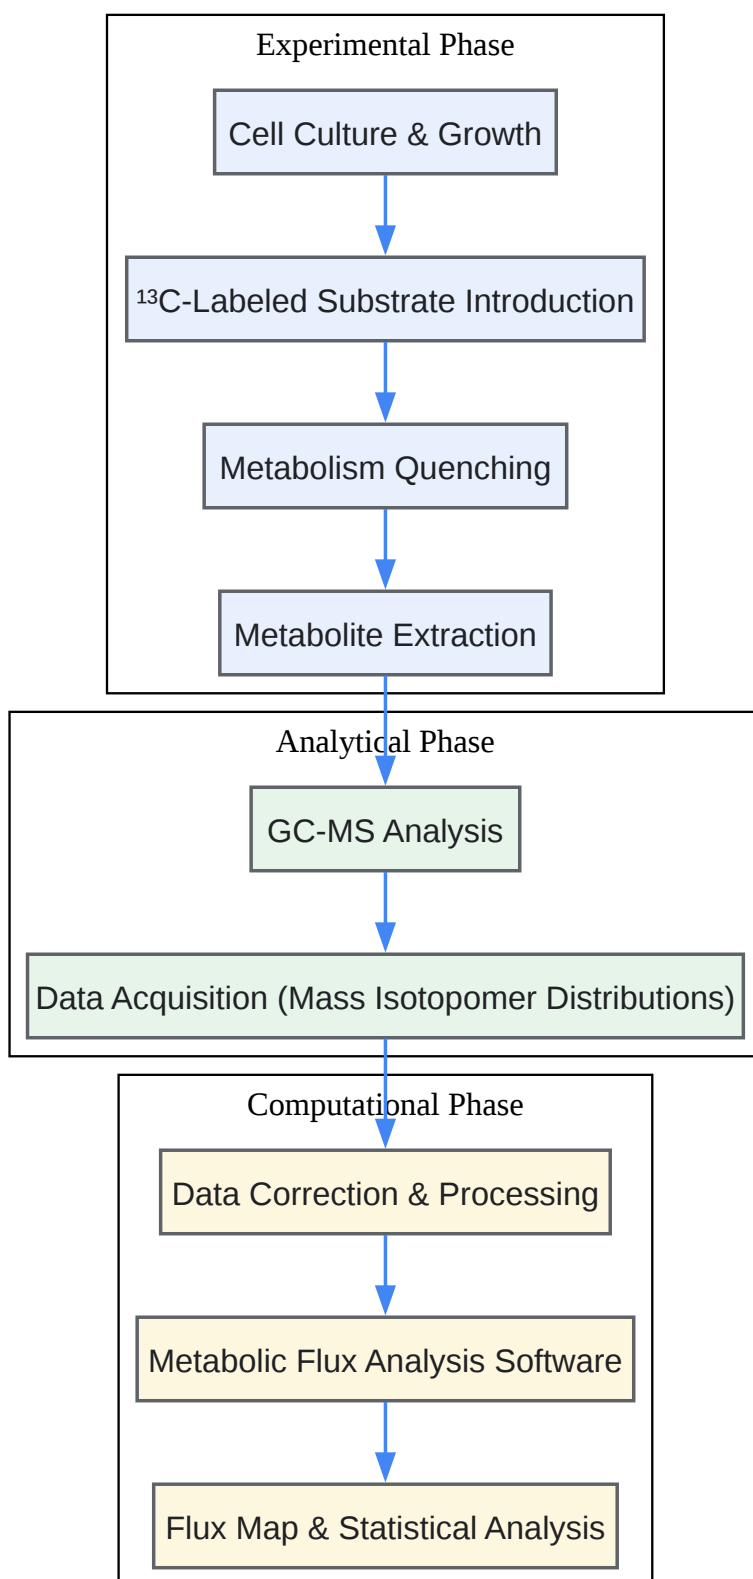 Experimental Phase
Cell Culture & Growth
¹³C-Labeled Substrate Introduction
Metabolism Quenching
Metabolite Extraction
Analytical Phase
GC-MS Analysis
Data Acquisition (Mass Isotopomer Distributions)
Computational Phase
Data Correction & Processing
Metabolic Flux Analysis Software
Flux Map & Statistical Analysis